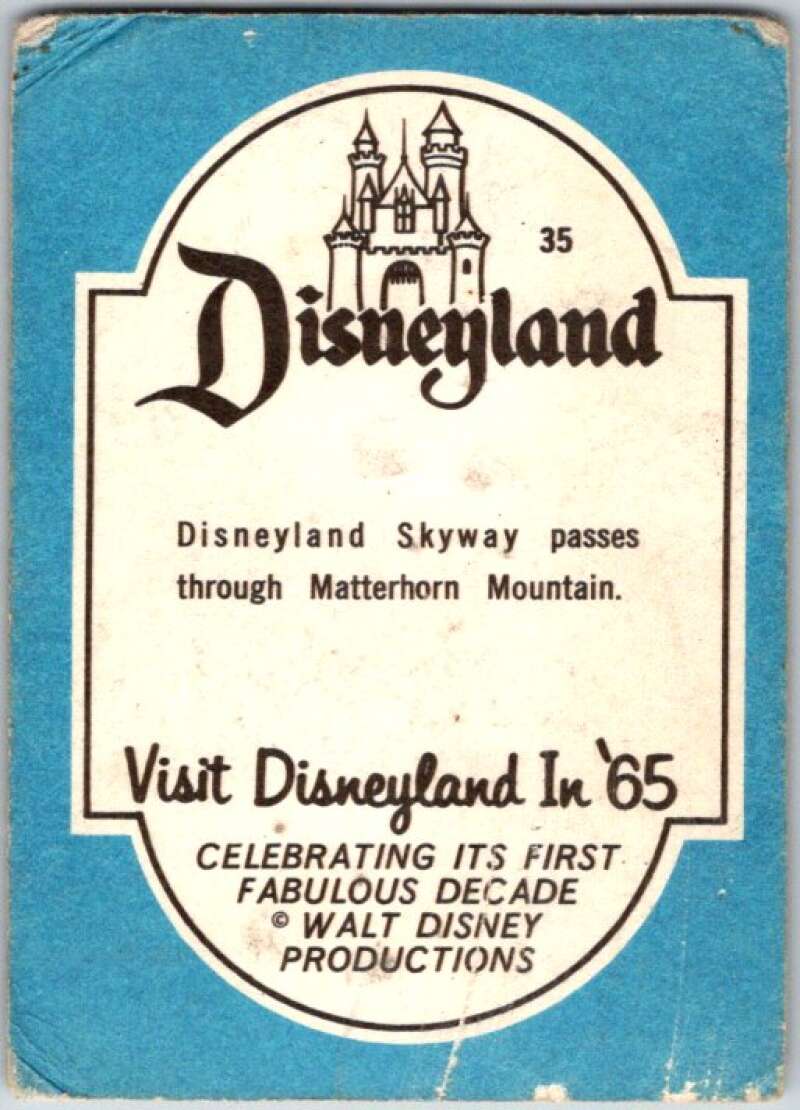 35
Disneyland
Disneyland Skyway passes
through Matterhorn Mountain.
Visit Disneyland In '65
CELEBRATING ITS FIRST
FABULOUS DECADE
© WALT DISNEY
PRODUCTIONS